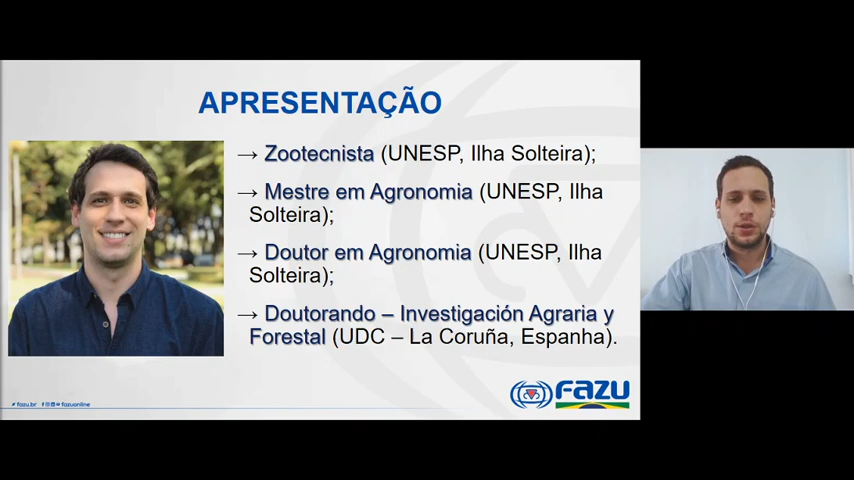 APRESENTAÇÃO
→ Zootecnista (UNESP, Ilha Solteira);
→ Mestre em Agronomia (UNESP, Ilha
Solteira);
→ Doutor em Agronomia (UNESP, Ilha
Solteira);
→ Doutorando – Investigación Agraria y
Forestal (UDC – La Coruña, Espanha).
fazu.br fazuonline
FAZU